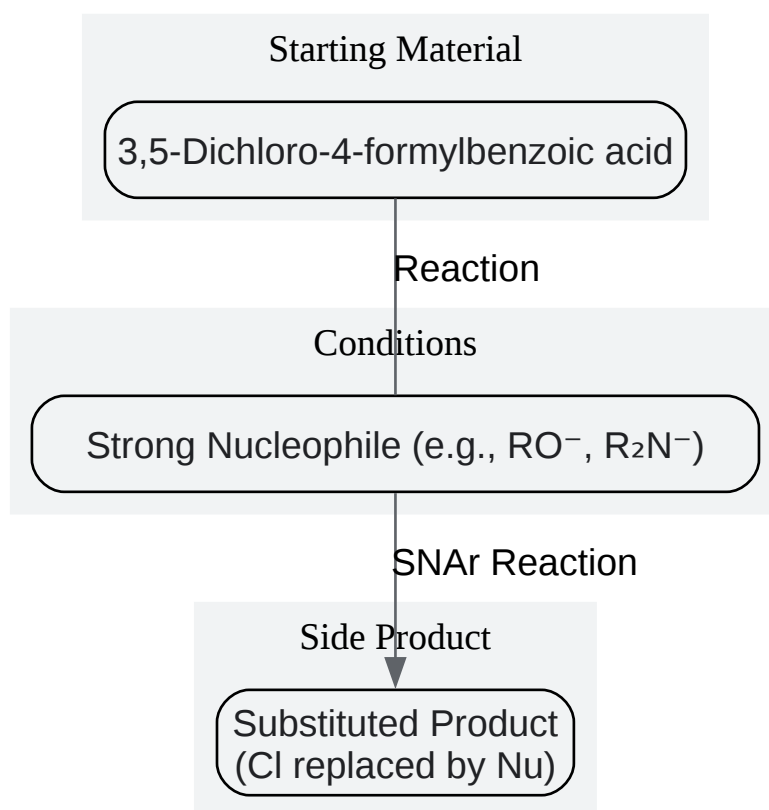 Starting Material
3,5-Dichloro-4-formylbenzoic acid
Reaction
Conditions
Strong Nucleophile (e.g., RO⁻, R₂N⁻)
SNAr Reaction
Side Product
Substituted Product
(Cl replaced by Nu)